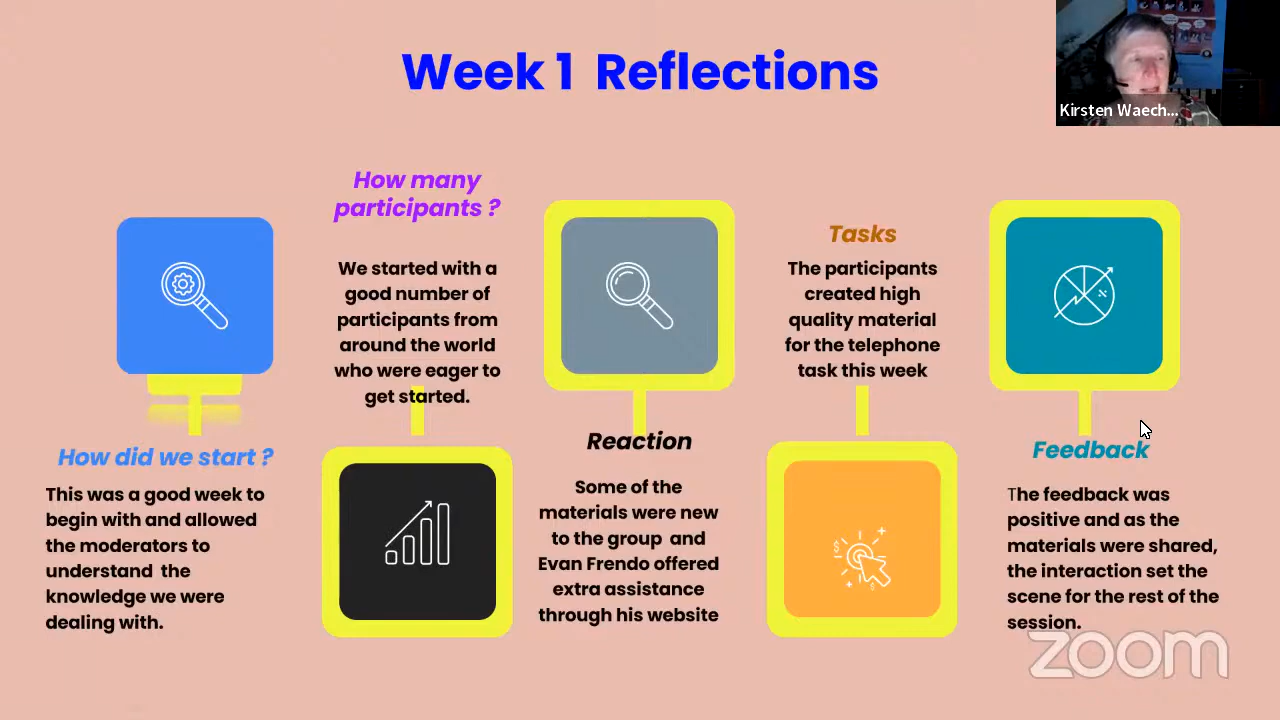 Week 1 Reflections
Kirsten Waech...
How did we start ?
This was a good week to
begin with and allowed
the moderators to
understand the
knowledge we were
dealing with.
How many
participants ?
We started with a
good number of
participants from
around the world
who were eager to
get started.
Reaction
Some of the
materials were new
to the group and
Evan Frendo offered
extra assistance
through his website
Tasks
The participants
created high
quality material
for the telephone
task this week
Feedback
The feedback was
positive and as the
materials were shared,
the interaction set the
scene for the rest of the
session.
zoom